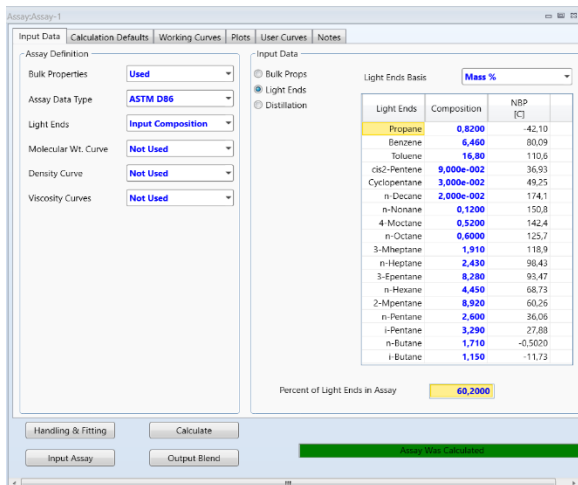 Assay:Assay-1
Input Data Calculation Defaults Working Curves Plots User Curves Notes
Assay Definition
Bulk Properties Used
Assay Data Type ASTM D86
Light Ends Input Composition
Molecular Wt. Curve Not Used
Density Curve Not Used
Viscosity Curves Not Used
Input Data
Bulk Props
Light Ends
Distillation
Light Ends Basis Mass %
Light Ends Composition NBP [C]
Propane 0,8200 -42,10
Benzene 6,460 80,09
Toluene 16,80 110,6
cis2-Pentene 9,000e-002 36,93
Cyclopentane 3,000e-002 49,25
n-Decane 2,000e-002 174,1
n-Nonane 0,1200 150,8
4-Moctane 0,5200 142,4
n-Octane 0,6000 125,7
3-Mheptane 1,910 118,9
n-Heptane 2,430 98,43
3-Epentane 8,280 93,47
n-Hexane 4,450 68,73
2-Mpentane 8,920 60,26
n-Pentane 2,600 36,06
i-Pentane 3,290 27,88
n-Butane 1,710 -0,5020
i-Butane 1,150 -11,73
Percent of Light Ends in Assay 60,2000
Handling & Fitting Calculate
Input Assay Output Blend
Assay Was Calculated